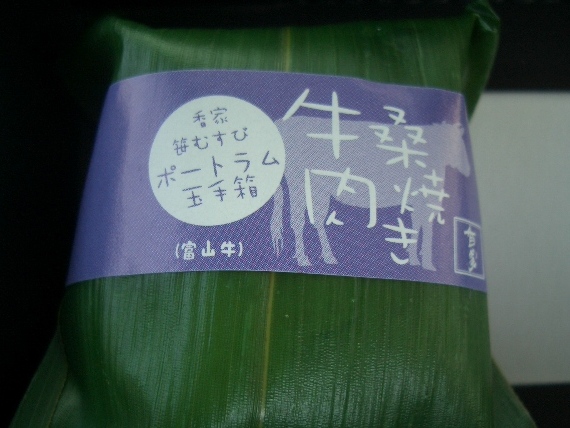 香家
笹むすび
ポートラム
玉手箱
(富山牛)
牛肉
桑焼き